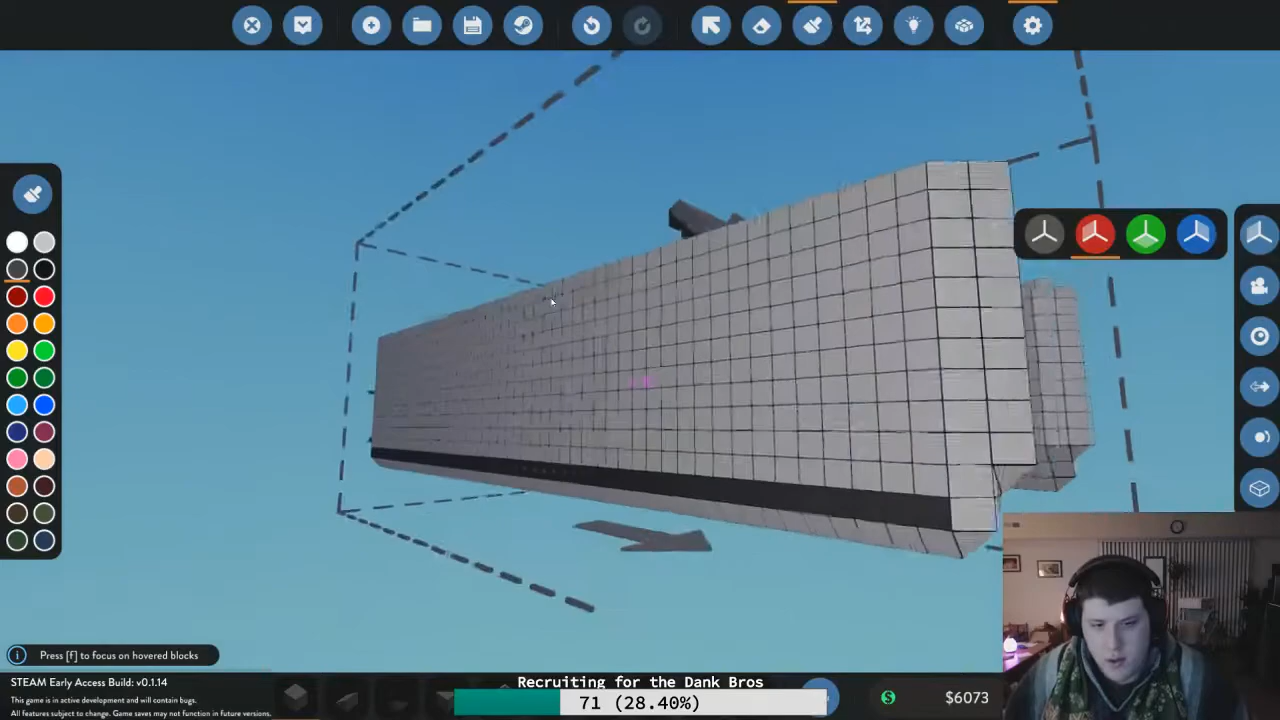 Press [f] to focus on hovered blocks
STEAM Early Access Build: v0.1.14
This game is in active development and will contain bugs.
All features subject to change. Game saves may not function in future versions.
Recruiting for the Dank Bros
71 (28.40%)
$6073